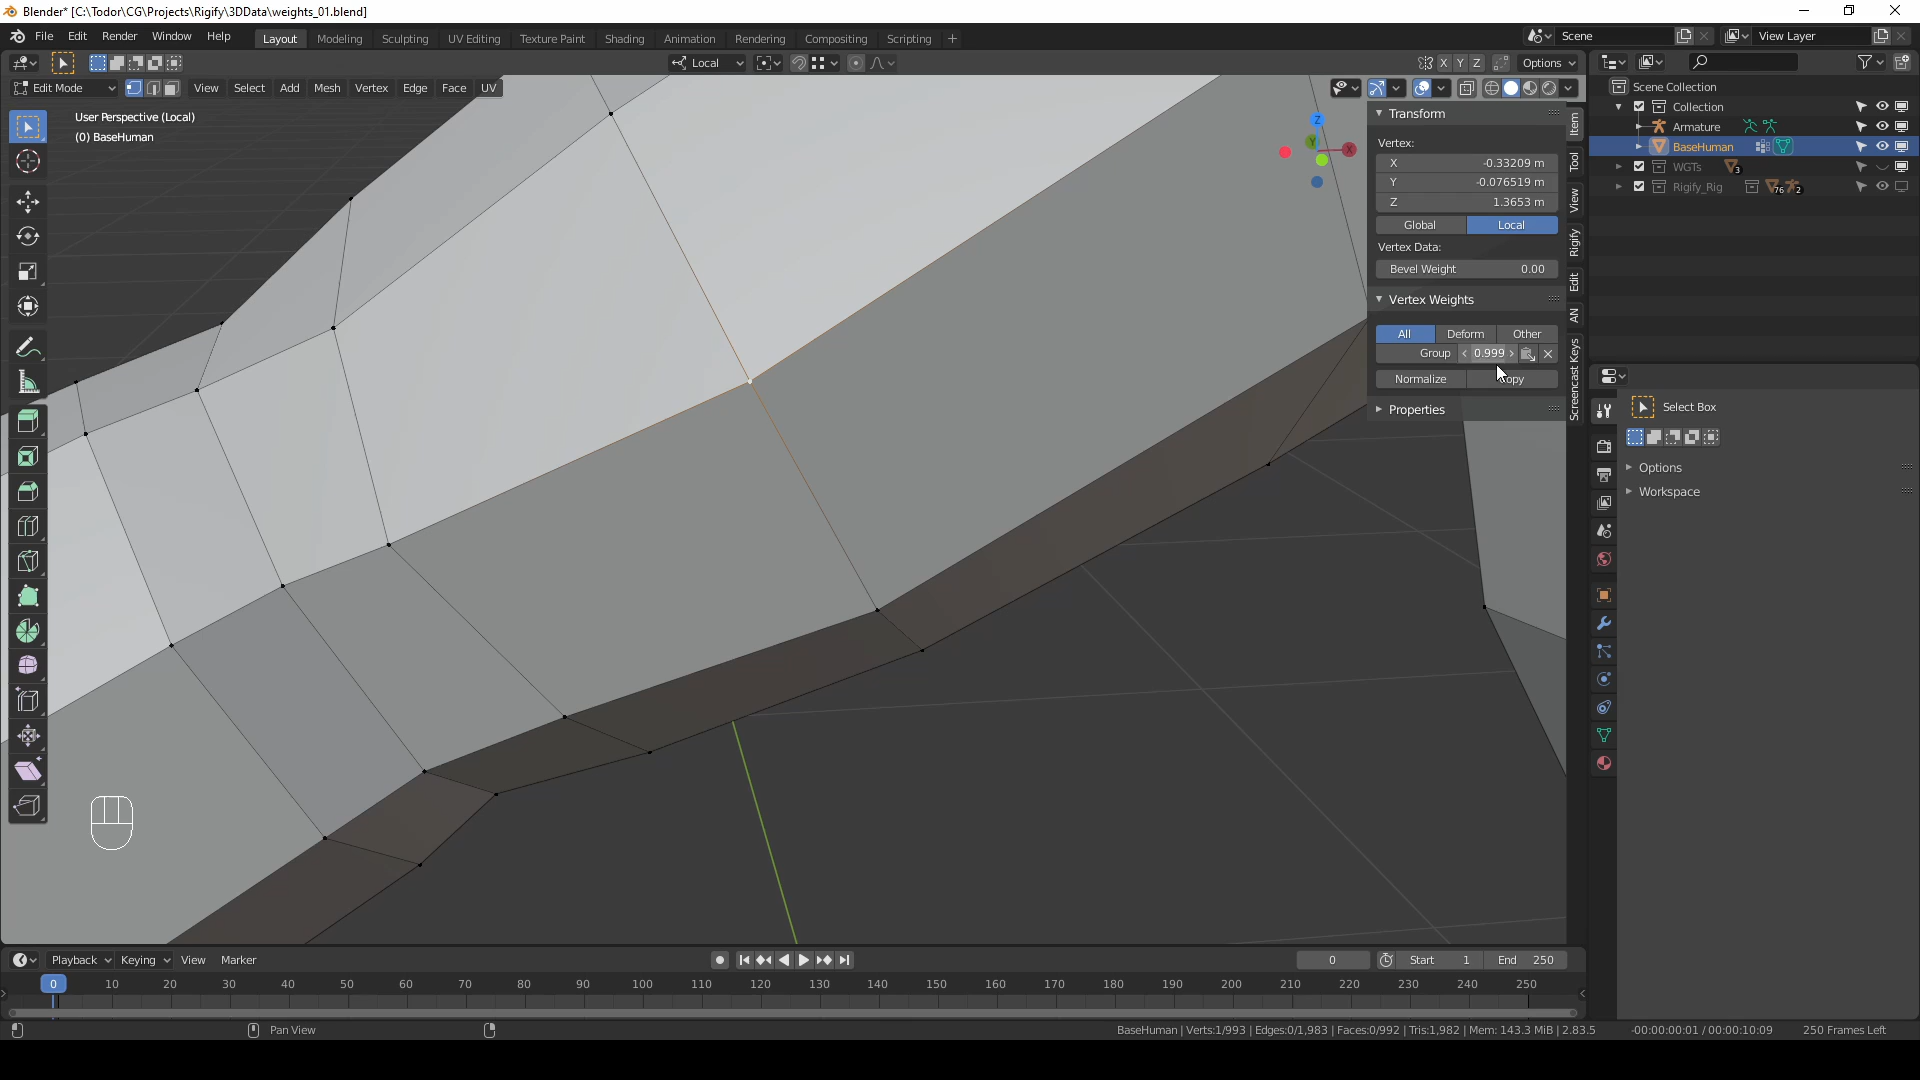 Blender* [C:\Todor\CG\Projects\Rigify\3DData\weights_01.blend]
File Edit Render Window Help Layout Modeling Sculpting UV Editing Texture Paint Shading Animation Rendering Compositing Scripting + Scene View Layer
Local X Y Z Options
Edit Mode View Select Add Mesh Vertex Edge Face UV
User Perspective (Local)
(0) BaseHuman
Transform
Vertex:
X -0.33209 m
Y -0.076519 m
Z 1.3653 m
Global Local
Vertex Data:
Bevel Weight 0.00
Vertex Weights
All Deform Other
Group 0.999
Normalize opy
Properties
Item
Tool
View
Rigify
Edit
AN
Screencast Keys
Z
Y
X
Scene Collection
Collection
Armature
BaseHuman
WGTs 3
Rigify_Rig 76 2
Select Box
Options
Workspace
Playback Keying View Marker 0 Start 1 End 250
0 10 20 30 40 50 60 70 80 90 100 110 120 130 140 150 160 170 180 190 200 210 220 230 240 250
Pan View BaseHuman | Verts:1/993 | Edges:0/1,983 | Faces:0/992 | Tris:1,982 | Mem: 143.3 MiB | 2.83.5 -00:00:00:01 / 00:00:10:09 250 Frames Left